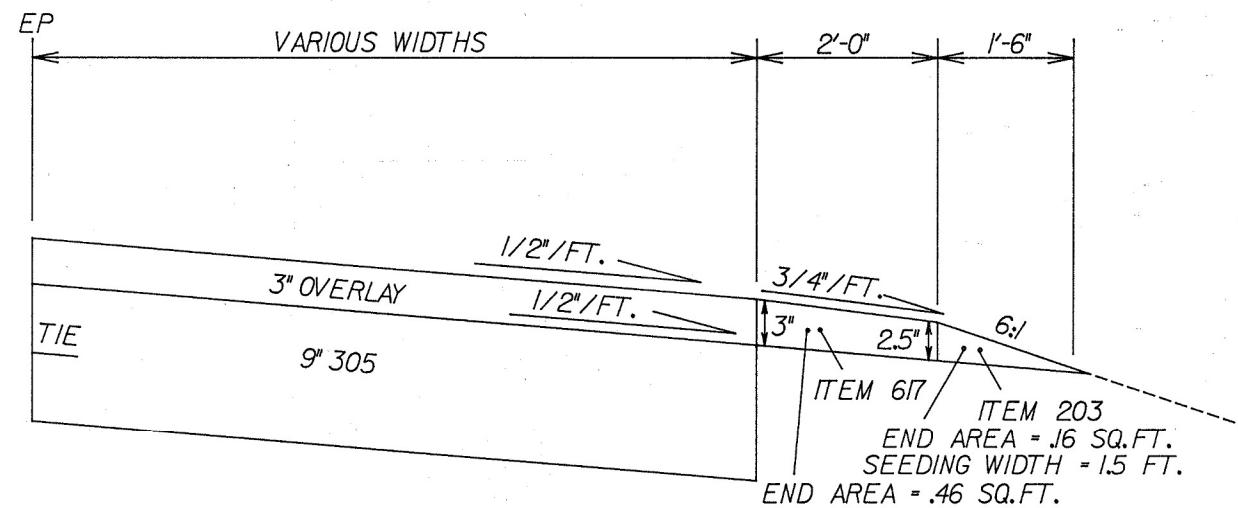 EP
VARIOUS WIDTHS
2'-0"
1'-6"
1/2"/FT.
3/4"/FT.
3" OVERLAY
1/2"/FT.
3"
2.5"
6:1
TIE
9" 305
ITEM 617
ITEM 203
END AREA = .16 SQ.FT.
SEEDING WIDTH = 1.5 FT.
END AREA = .46 SQ.FT.